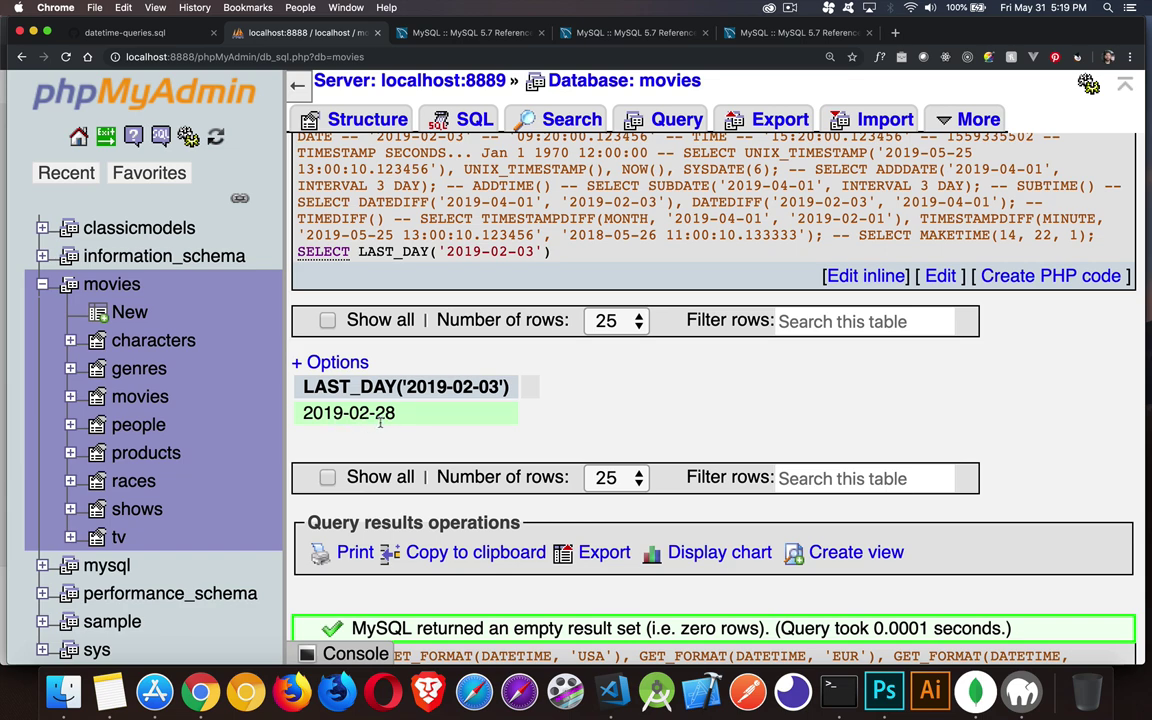 Chrome File Edit View History Bookmarks People Window Help 100% Fri May 31 5:19 PM
datetime-queries.sql × localhost:8888 / localhost / mo × MySQL :: MySQL 5.7 Reference × MySQL :: MySQL 5.7 Reference × MySQL :: MySQL 5.7 Reference × +
localhost:8888/phpMyAdmin/db_sql.php?db=movies
phpMyAdmin
Recent Favorites
classicmodels
information_schema
movies
New
characters
genres
movies
people
products
races
shows
tv
mysql
performance_schema
sample
sys
Server: localhost:8889 » Database: movies
Structure SQL Search Query Export Import More
DATE -- '2019-02-03' -- '09:20:00.123456' -- TIME -- '15:20:00.123456' -- 1559335502 --
TIMESTAMP SECONDS... Jan 1 1970 12:00:00 -- SELECT UNIX_TIMESTAMP('2019-05-25
13:00:10.123456'), UNIX_TIMESTAMP(), NOW(), SYSDATE(6); -- SELECT ADDDATE('2019-04-01',
INTERVAL 3 DAY); -- ADDTIME() -- SELECT SUBDATE('2019-04-01', INTERVAL 3 DAY); -- SUBTIME() --
SELECT DATEDIFF('2019-04-01', '2019-02-03'), DATEDIFF('2019-02-03', '2019-04-01'); --
TIMEDIFF() -- SELECT TIMESTAMPDIFF(MONTH, '2019-04-01', '2019-02-01'), TIMESTAMPDIFF(MINUTE,
'2019-05-25 13:00:10.123456', '2018-05-26 11:00:10.133333'); -- SELECT MAKETIME(14, 22, 1);
SELECT LAST_DAY('2019-02-03')
[Edit inline] [ Edit ] [ Create PHP code ]
Show all | Number of rows: 25 Filter rows: Search this table
+ Options
LAST_DAY('2019-02-03')
2019-02-28
Show all | Number of rows: 25 Filter rows: Search this table
Query results operations
Print Copy to clipboard Export Display chart Create view
MySQL returned an empty result set (i.e. zero rows). (Query took 0.0001 seconds.)
Console
GET_FORMAT(DATETIME, 'USA'), GET_FORMAT(DATETIME, 'EUR'), GET_FORMAT(DATETIME,
Ps Ai